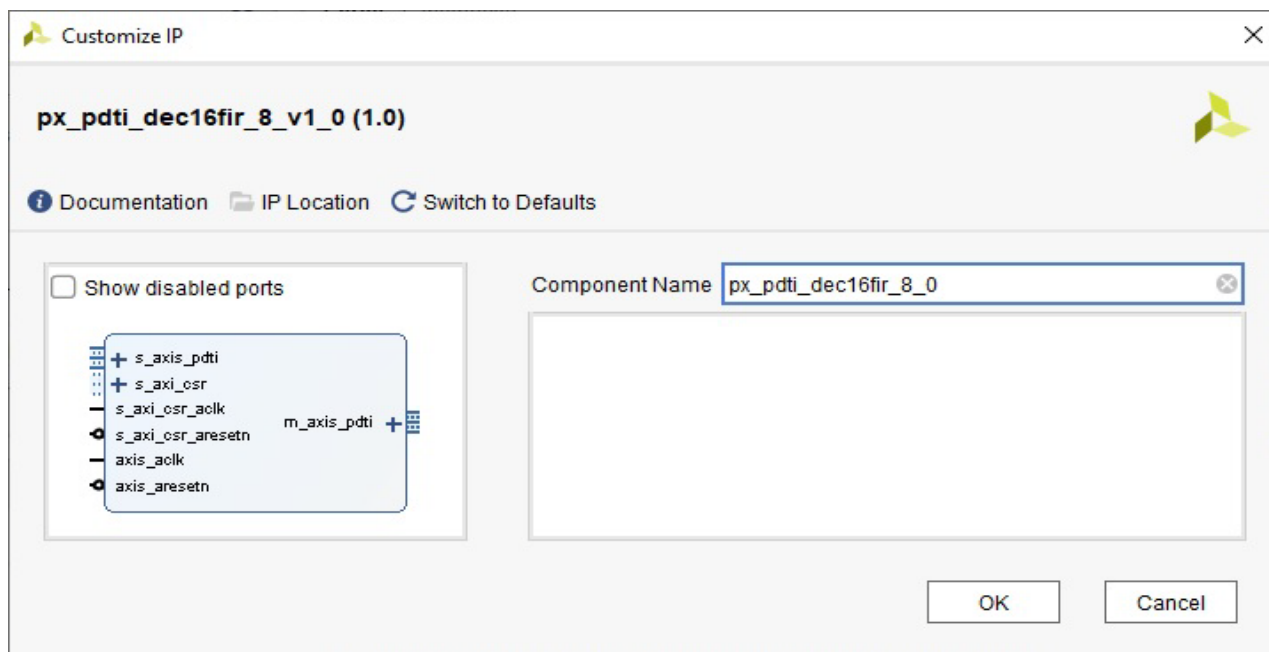 Customize IP
px_pdti_dec16fir_8_v1_0 (1.0)
Documentation IP Location Switch to Defaults
Show disabled ports
s_axis_pdti
s_axi_csr
s_axi_csr_aclk
s_axi_csr_aresetn
axis_aclk
axis_aresetn
m_axis_pdti
Component Name px_pdti_dec16fir_8_0
OK Cancel